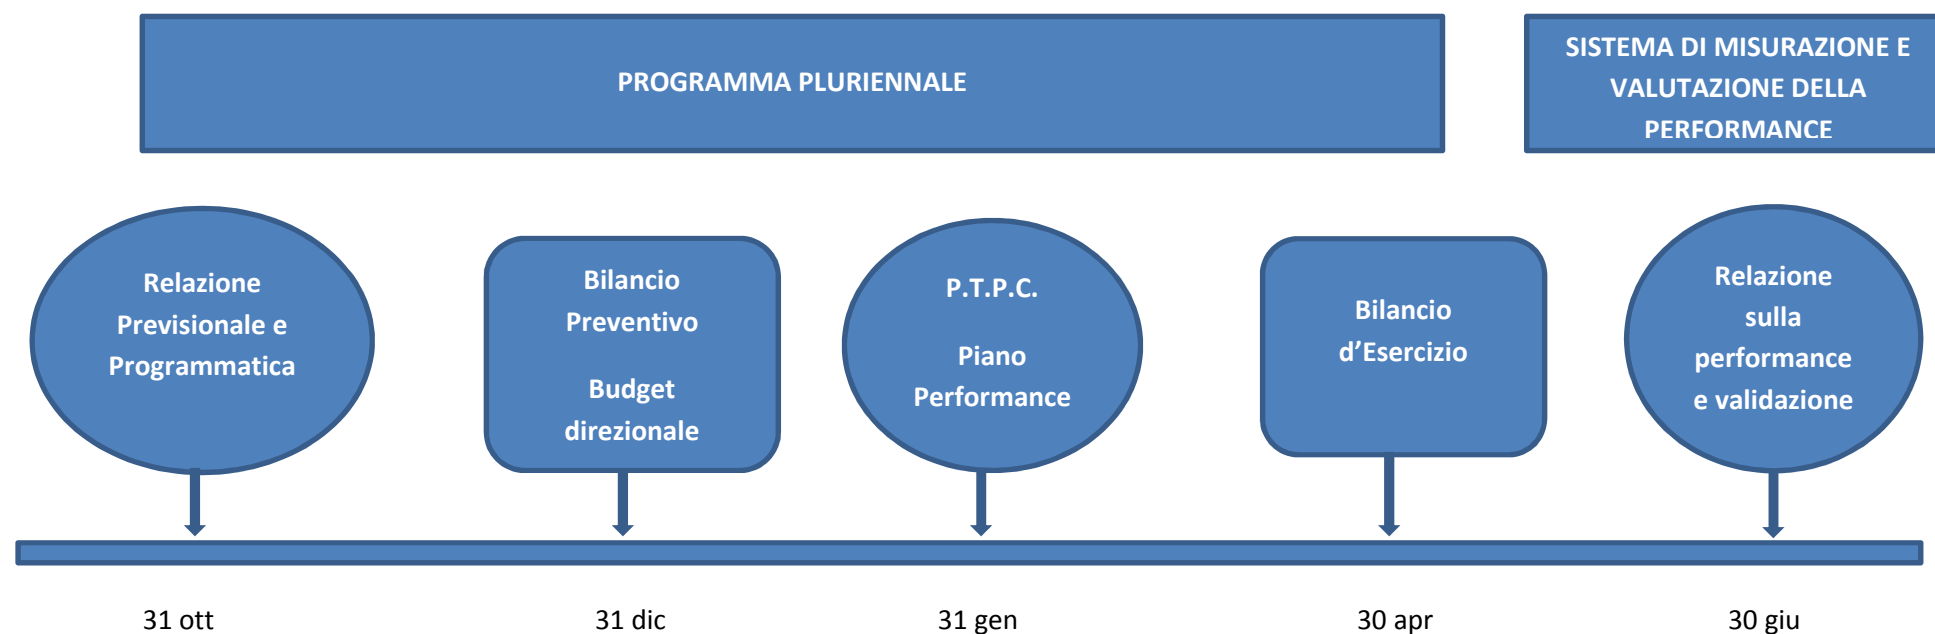 PROGRAMMA PLURIENNALE
SISTEMA DI MISURAZIONE E
VALUTAZIONE DELLA
PERFORMANCE
Relazione
Previsionale e
Programmatica
Bilancio
Preventivo
Budget
direzionale
P.T.P.C.
Piano
Performance
Bilancio
d’Esercizio
Relazione
sulla
performance
e validazione
31 ott
31 dic
31 gen
30 apr
30 giu